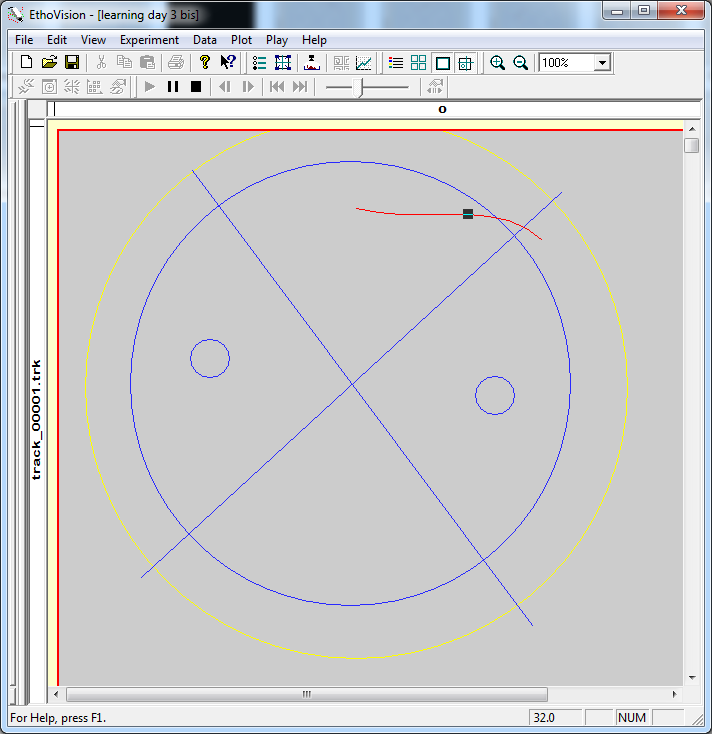 EthoVision - [learning day 3 bis]
File Edit View Experiment Data Plot Play Help
100%
0
track_00001.trk
For Help, press F1.
32.0
NUM